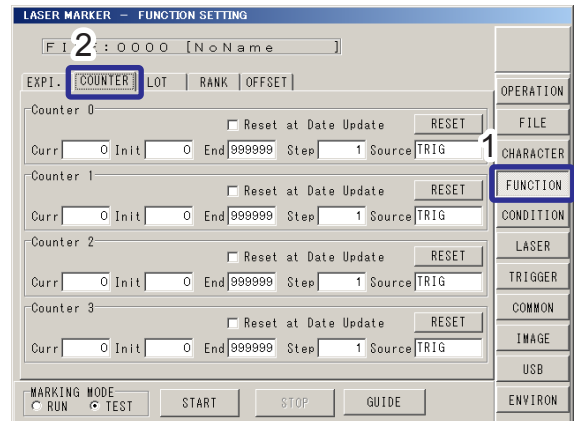 LASER MARKER – FUNCTION SETTING
: 0000 [NoName ]
2
EXPI. COUNTER LOT RANK OFFSET
Counter 0
Reset at Date Update RESET
Curr 0 Init 0 End 999999 Step 1 Source TRIG
Counter 1
Reset at Date Update RESET
Curr 0 Init 0 End 999999 Step 1 Source TRIG
Counter 2
Reset at Date Update RESET
Curr 0 Init 0 End 999999 Step 1 Source TRIG
Counter 3
Reset at Date Update RESET
Curr 0 Init 0 End 999999 Step 1 Source TRIG
MARKING MODE
RUN TEST START STOP GUIDE
OPERATION
FILE
1
CHARACTER
FUNCTION
CONDITION
LASER
TRIGGER
COMMON
IMAGE
USB
ENVIRON